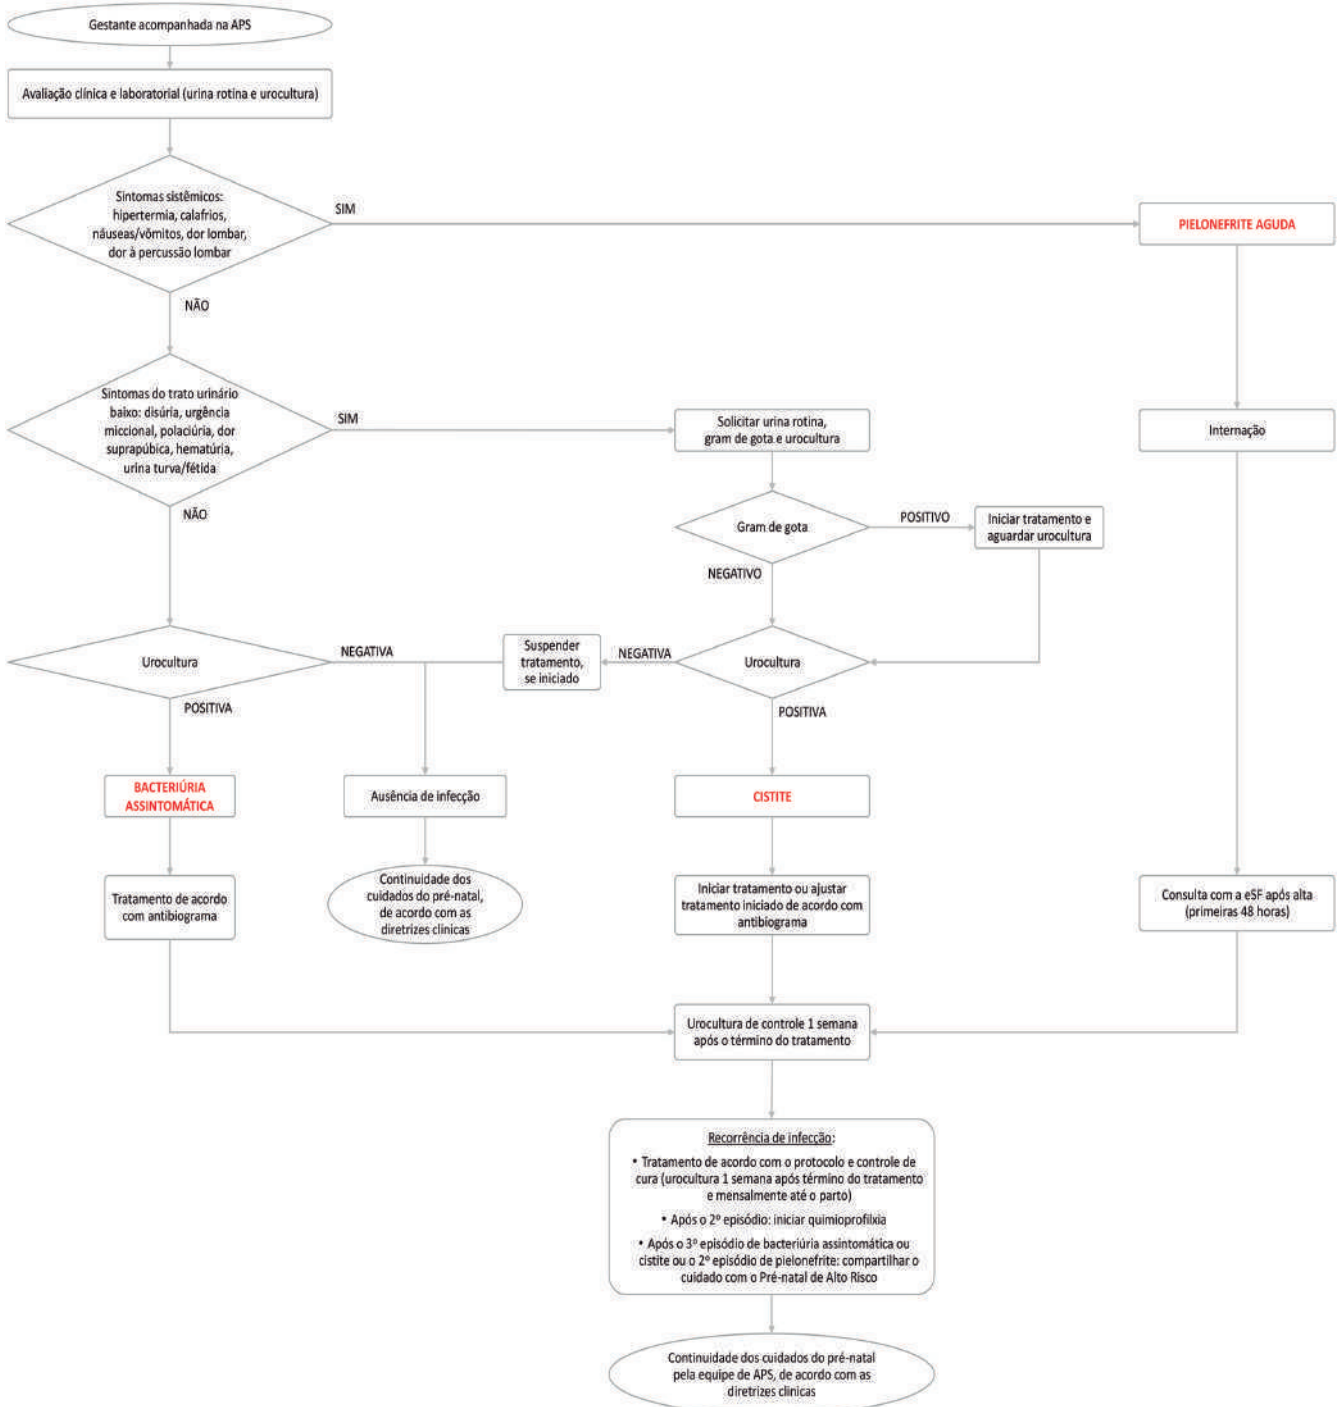 Gestante acompanhada na APS
Avaliação clínica e laboratorial (urina rotina e urocultura)
Sintomas sistêmicos:
hipertermia, calafrios,
náuseas/vômitos, dor lombar,
dor à percussão lombar
SIM
PIELONEFRITE AGUDA
NÃO
Sintomas do trato urinário
baixo: disúria, urgência
miccional, polaciúria, dor
suprapúbica, hematúria,
urina turva/fétida
SIM
Solicitar urina rotina,
gram de gota e urocultura
Internação
NÃO
Gram de gota
POSITIVO
Iniciar tratamento e
aguardar urocultura
NEGATIVO
Urocultura
NEGATIVA
Suspender
tratamento,
se iniciado
NEGATIVA
Urocultura
POSITIVA
POSITIVA
BACTERIÚRIA
ASSINTOMÁTICA
Ausência de infecção
CISTITE
Tratamento de acordo
com antibiograma
Continuidade dos
cuidados do pré-natal,
de acordo com as
diretrizes clínicas
Iniciar tratamento ou ajustar
tratamento iniciado de acordo com
antibiograma
Consulta com a eSF após alta
(primeiras 48 horas)
Urocultura de controle 1 semana
após o término do tratamento
Recorrência de infecção:
• Tratamento de acordo com o protocolo e controle de
cura (urocultura 1 semana após término do tratamento
e mensalmente até o parto)
• Após o 2º episódio: iniciar quimioprofilxia
• Após o 3º episódio de bacteriúria assintomática ou
cistite ou o 2º episódio de pielonefrite: compartilhar o
cuidado com o Pré-natal de Alto Risco
Continuidade dos cuidados do pré-natal
pela equipe de APS, de acordo com as
diretrizes clínicas